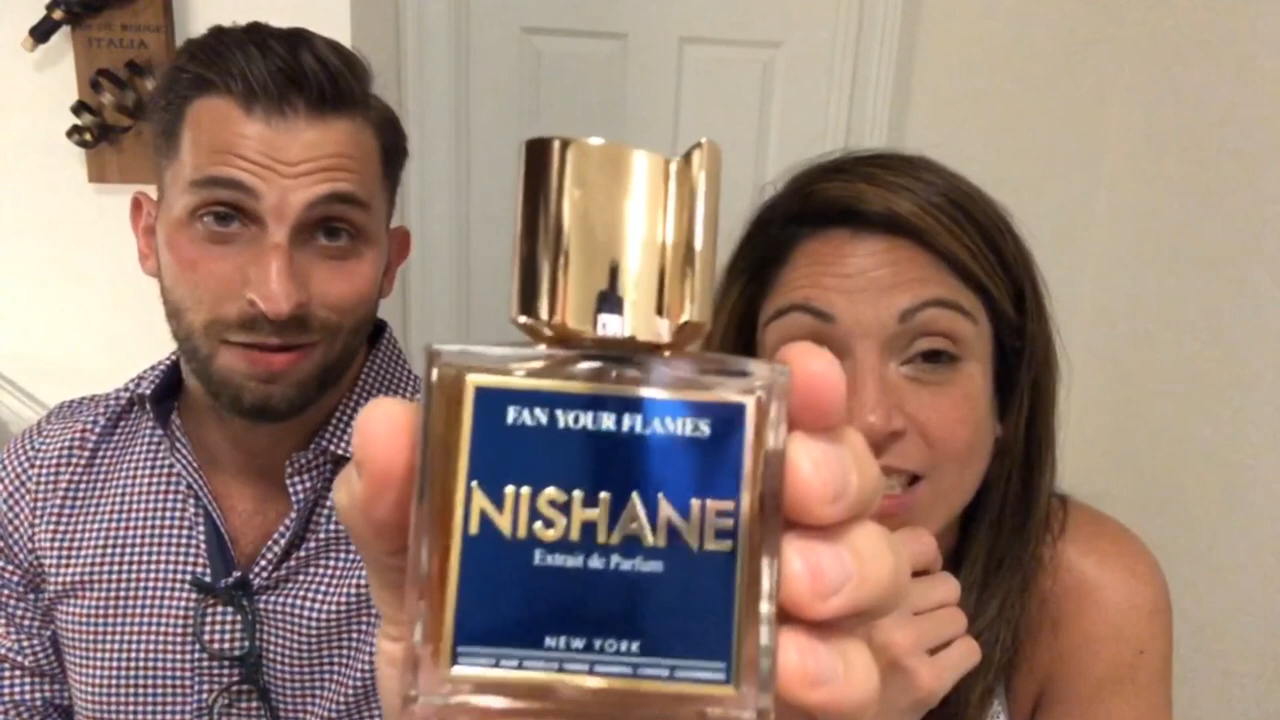 ITALIA
FAN YOUR FLAMES
NISHANE
Extrait de Parfum
NEW YORK